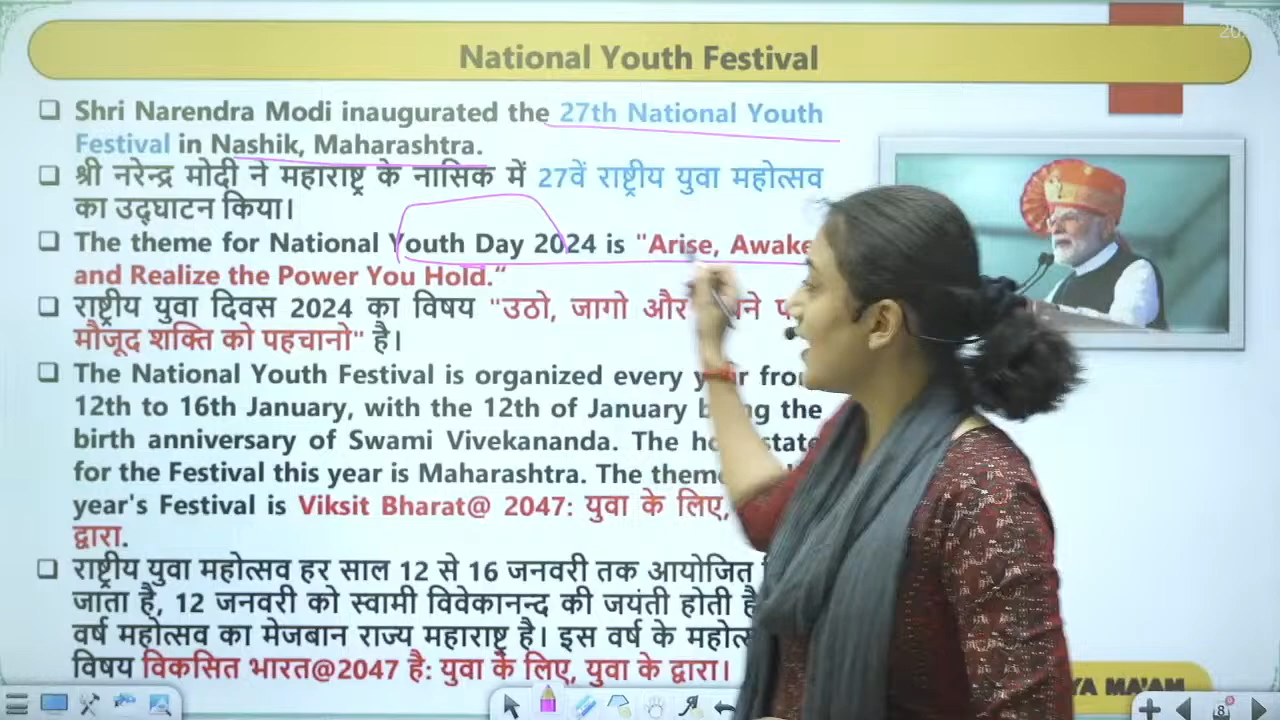 National Youth Festival
Shri Narendra Modi inaugurated the 27th National Youth
Festival in Nashik, Maharashtra.
श्री नरेन्द्र मोदी ने महाराष्ट्र के नासिक में 27वें राष्ट्रीय युवा महोत्सव
का उद्घाटन किया।
The theme for National Youth Day 2024 is "Arise, Awake
and Realize the Power You Hold."
राष्ट्रीय युवा दिवस 2024 का विषय "उठो, जागो और
मौजूद शक्ति को पहचानो" है।
The National Youth Festival is organized every
12th to 16th January, with the 12th of January the
birth anniversary of Swami Vivekananda. The
for the Festival this year is Maharashtra. The
year's Festival is Viksit Bharat@ 2047: युवा के लिए,
द्वारा.
राष्ट्रीय युवा महोत्सव हर साल 12 से 16 जनवरी तक आयोजित
जाता है, 12 जनवरी को स्वामी विवेकानन्द की जयंती होती
वर्ष महोत्सव का मेजबान राज्य महाराष्ट्र है। इस वर्ष के
विषय विकसित भारत@2047 है: युवा के लिए, युवा के द्वारा।
MA'AM
8